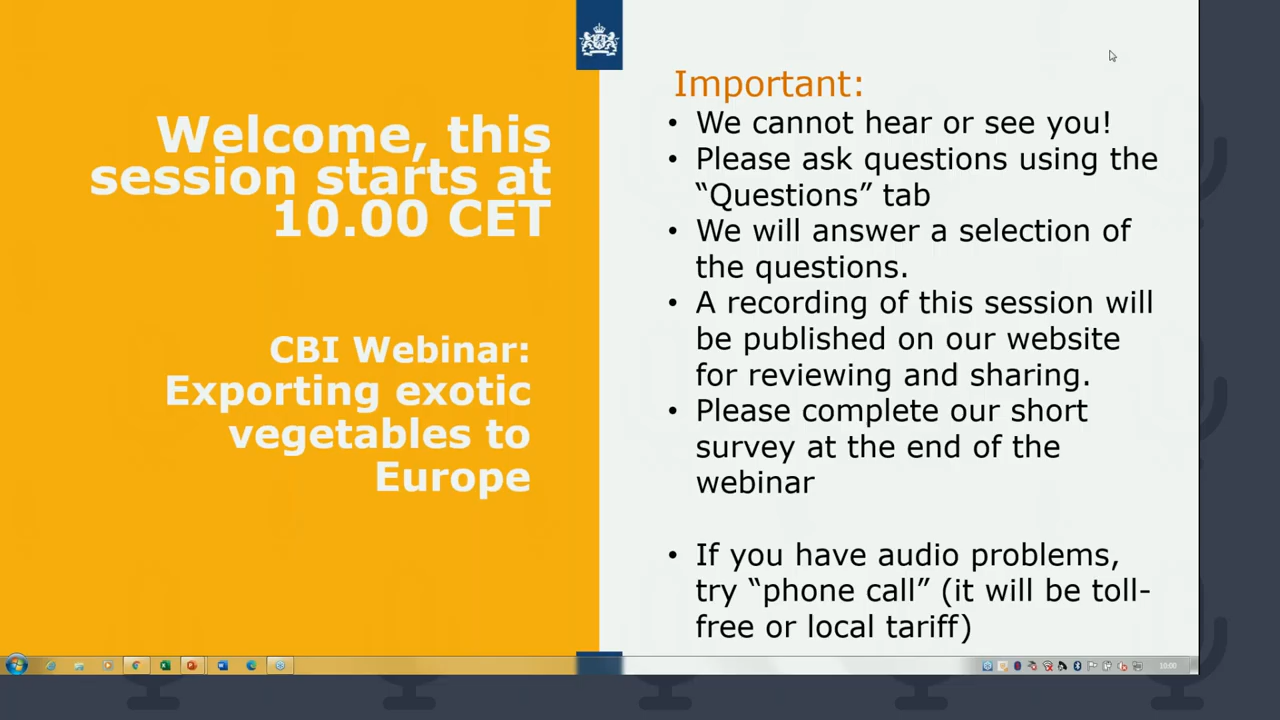 Welcome, this
session starts at
10.00 CET
CBI Webinar:
Exporting exotic
vegetables to
Europe
Important:
• We cannot hear or see you!
• Please ask questions using the
“Questions” tab
• We will answer a selection of
the questions.
• A recording of this session will
be published on our website
for reviewing and sharing.
• Please complete our short
survey at the end of the
webinar
• If you have audio problems,
try “phone call” (it will be toll-
free or local tariff)
10:00